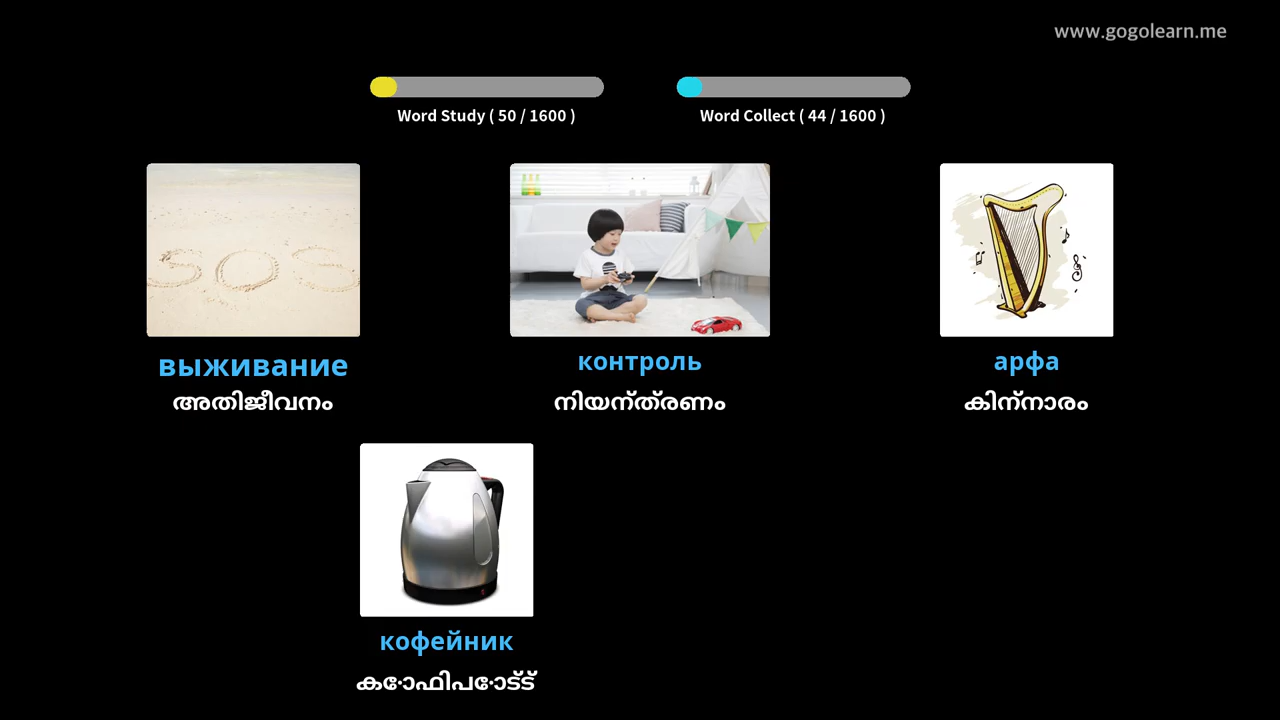 www.gogolearn.me
Word Study ( 50 / 1600 )
Word Collect ( 44 / 1600 )
SOS
выживание
контроль
арфа
അതിജീവനം
നിയന്ത്രണം
കിന്നാരം
кофейник
കോഫിപോട്ട്